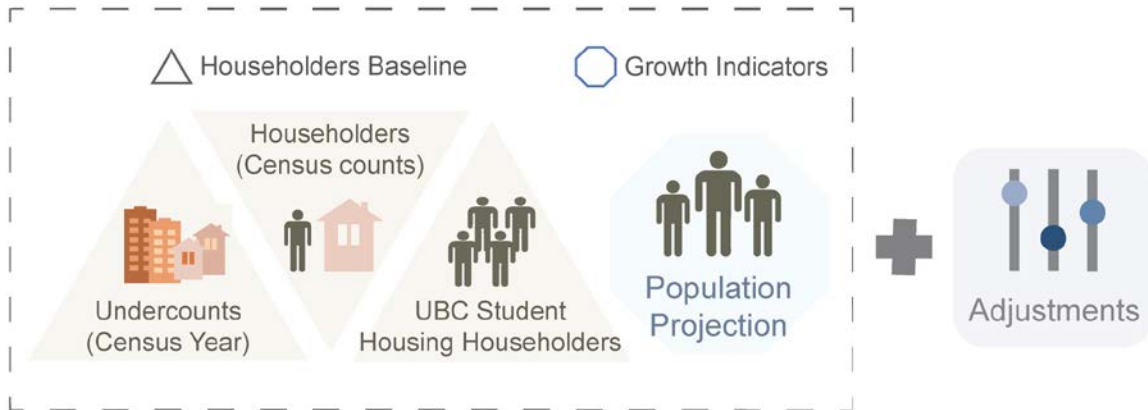 Householders Baseline
Growth Indicators
Householders
(Census counts)
Undercounts
(Census Year)
UBC Student
Housing Householders
Population
Projection
Adjustments